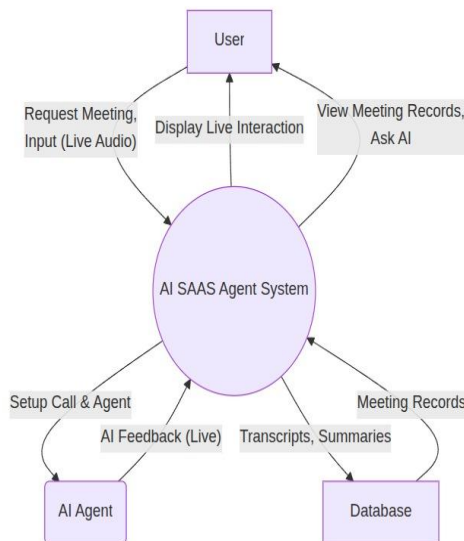 User
Request Meeting,
Input (Live Audio)
Display Live Interaction
View Meeting Records,
Ask AI
AI SAAS Agent System
Setup Call & Agent
AI Feedback (Live)
Transcripts, Summaries
Meeting Records
AI Agent
Database